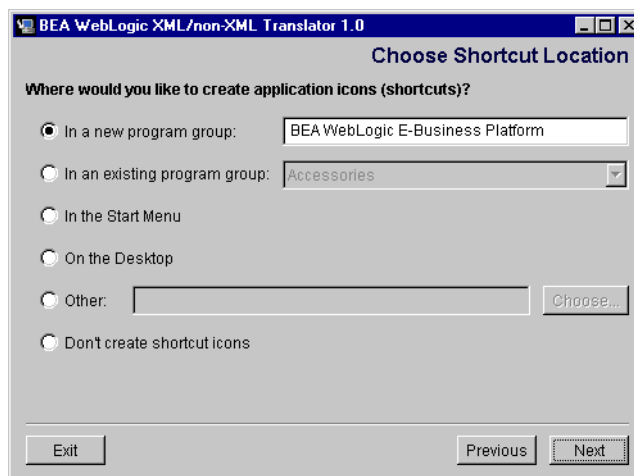 BEA WebLogic XML/non-XML Translator 1.0
Choose Shortcut Location
Where would you like to create application icons (shortcuts)?
In a new program group: BEA WebLogic E-Business Platform
In an existing program group: Accessories
In the Start Menu
On the Desktop
Other: Choose...
Don't create shortcut icons
Exit Previous Next